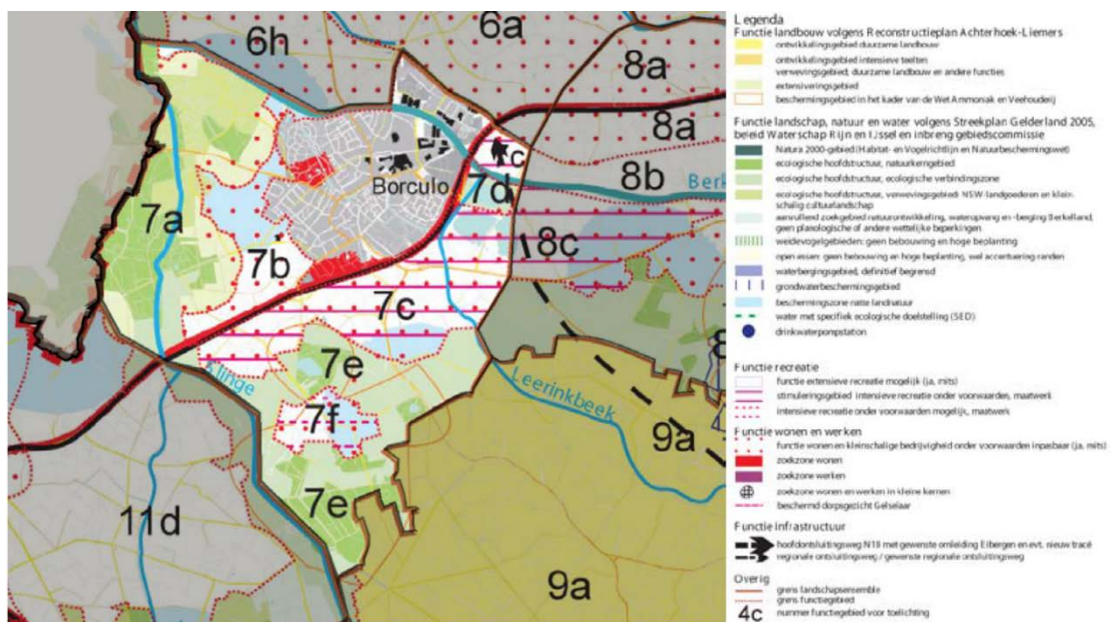 6h
6a
8a
8a
c
Borculo
7d
8b
Berk
7a
7b
8c
7c
7e
Slinge
7f
Leerinkbeek
9a
7e
11d
9a
Legenda
Functie landbouw volgens Reconstructieplan Achterhoek-Liemers
ontwikkelingsgebied duurzame landbouw
ontwikkelingsgebied intensieve teelten
verwevingsgebied; duurzame landbouw en andere functies
extensiveringsgebied
beschermingsgebied in het kader van de Wet Ammoniak en Veehouderij
Functie landschap, natuur en water volgens Streekplan Gelderland 2005,
beleid Waterschap Rijn en IJssel en inbreng gebiedscommissie
Natura 2000-gebied (Habitat- en Vogelrichtlijn en Natuurbeschermingswet)
ecologische hoofdstructuur, natuurkerngebied
ecologische hoofdstructuur, ecologische verbindingszone
ecologische hoofdstructuur, verwevingsgebied: NSW-landgoederen en klein-
schalig cultuurlandschap
aanvullend zoekgebied natuurontwikkeling, wateropvang en -berging Berkelland,
geen planologische of andere wettelijke beperkingen
weidevogelgebieden: geen bebouwing en hoge beplanting
open essen: geen bebouwing en hoge beplanting, wel accentuering randen
waterbergingsgebied, definitief begrensd
grondwaterbeschermingsgebied
beschermingszone natte landnatuur
water met specifiek ecologische doelstelling (SED)
drinkwaterpompstation
Functie recreatie
functie extensieve recreatie mogelijk (ja, mits)
stimuleringsgebied intensieve recreatie onder voorwaarden, maatwerk
intensieve recreatie onder voorwaarden mogelijk, maatwerk
Functie wonen en werken
functie wonen en kleinschalige bedrijvigheid onder voorwaarden inpasbaar (ja, mits)
zoekzone wonen
zoekzone werken
zoekzone wonen en werken in kleine kernen
beschermd dorpsgezicht Gelselaar
Functie infrastructuur
hoofdontsluitingsweg N18 met gewenste omleiding Eibergen en evt. nieuw tracé
regionale ontsluitingsweg / gewenste regionale ontsluitingsweg
Overig
grens landschapsensemble
grens functiegebied
4c nummer functiegebied voor toelichting